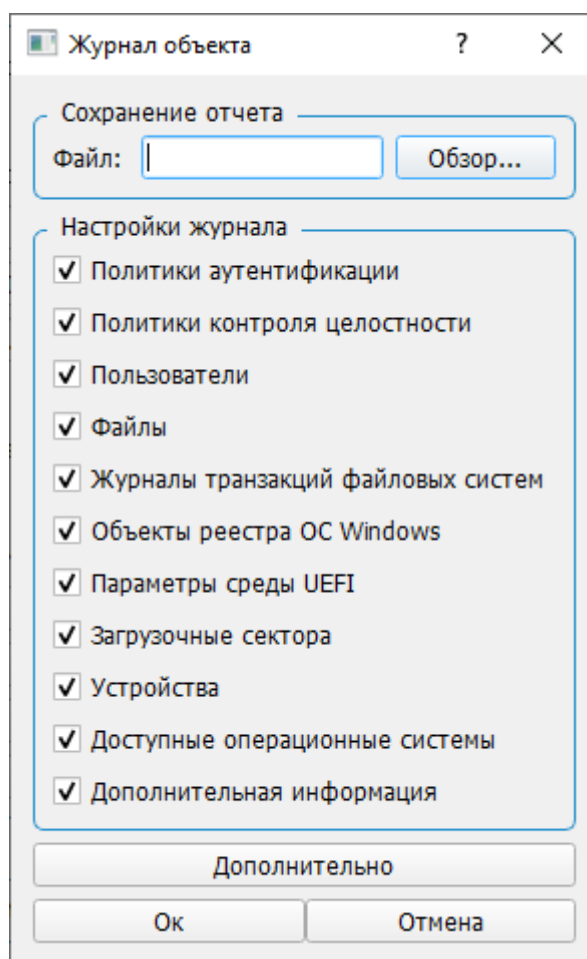 Журнал объекта
Сохранение отчета
Файл: Обзор...
Настройки журнала
Политики аутентификации
Политики контроля целостности
Пользователи
Файлы
Журналы транзакций файловых систем
Объекты реестра ОС Windows
Параметры среды UEFI
Загрузочные сектора
Устройства
Доступные операционные системы
Дополнительная информация
Дополнительно
Ок Отмена